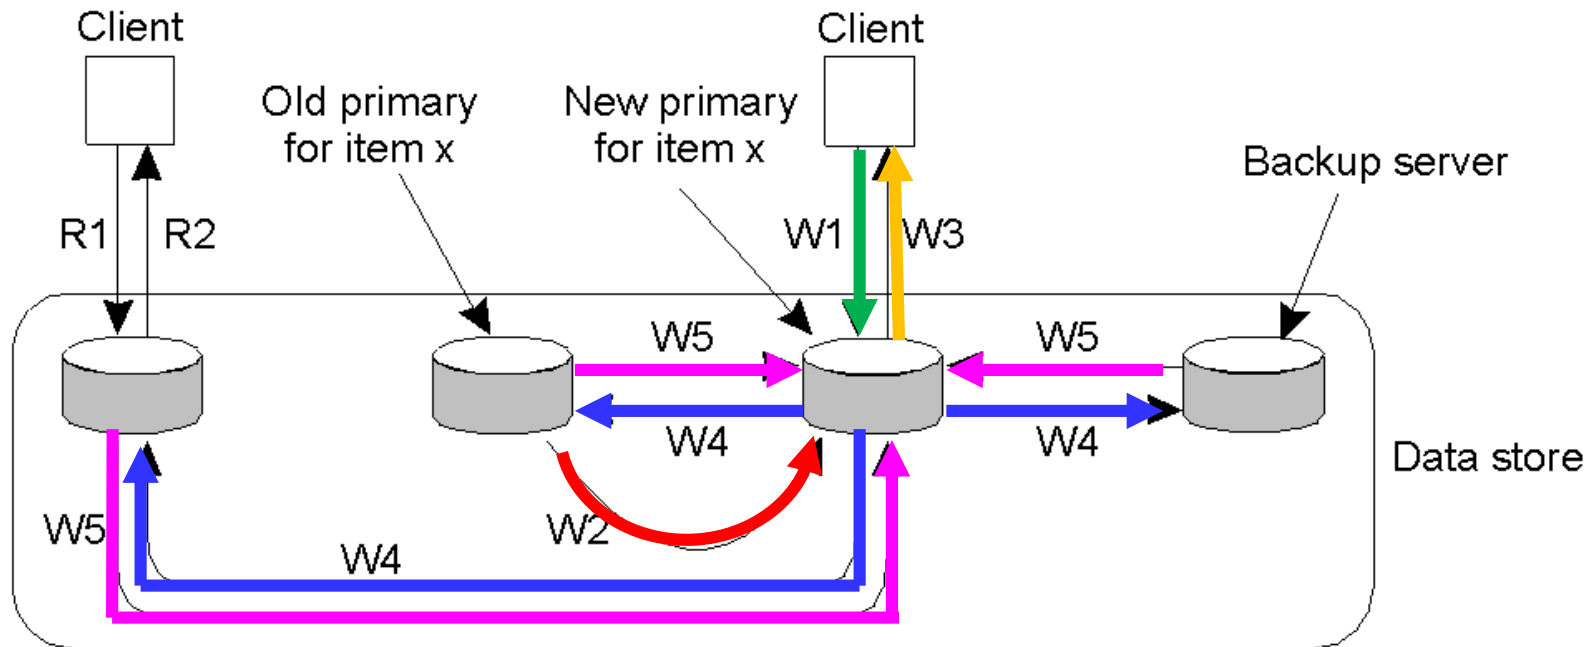 Client
Client
Old primary
for item x
New primary
for item x
Backup server
R1
R2
W1
W3
W5
W5
W4
W4
Data store
W5
W2
W4